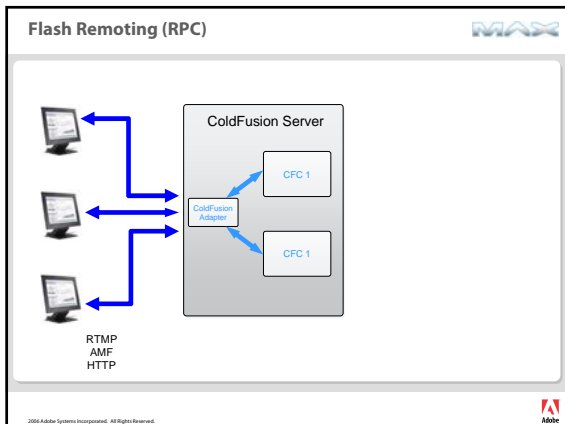 Flash Remoting (RPC)
MAX
ColdFusion Server
CFC 1
ColdFusion
Adapter
CFC 1
RTMP
AMF
HTTP
2006 Adobe Systems Incorporated. All Rights Reserved.
Adobe